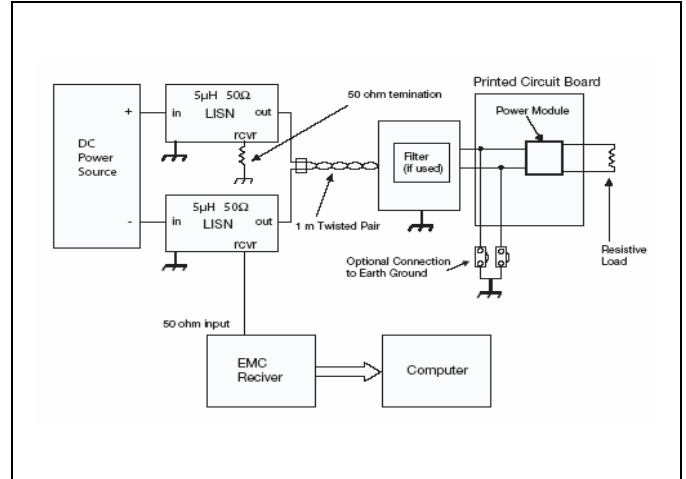 Printed Circuit Board
5µH 50Ω
LISN
in
out
rcvr
50 ohm temination
Power Module
+
DC
Power
Source
-
Filter
(if used)
5µH 50Ω
LISN
in
out
rcvr
1 m Twisted Pair
Optional Connection
to Earth Ground
Resistive
Load
50 ohm input
EMC
Reciver
Computer